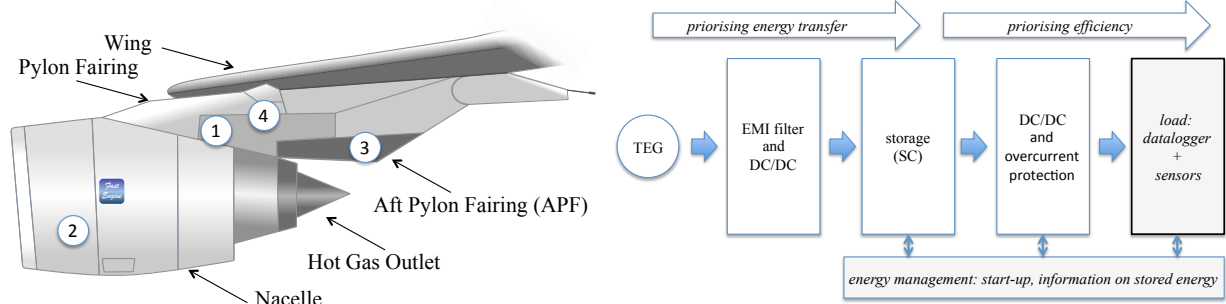 Wing
Pylon Fairing
1
4
3
2
Fast
Engine
Aft Pylon Fairing (APF)
Hot Gas Outlet
Nacelle
priorising energy transfer
priorising efficiency
TEG
EMI filter
and
DC/DC
storage
(SC)
DC/DC
and
overcurrent
protection
load:
datalogger
+
sensors
energy management: start-up, information on stored energy